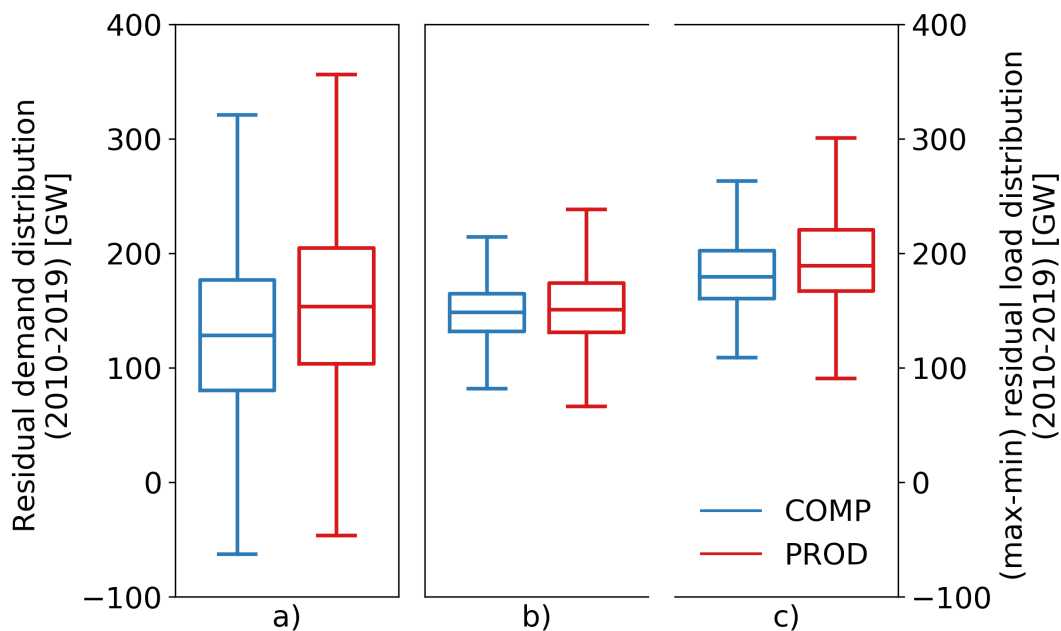 Residual demand distribution
(2010-2019) [GW]
400
300
200
100
0
−100
a)
b)
c)
COMP
PROD
400
300
200
100
0
−100
(max-min) residual load distribution
(2010-2019) [GW]